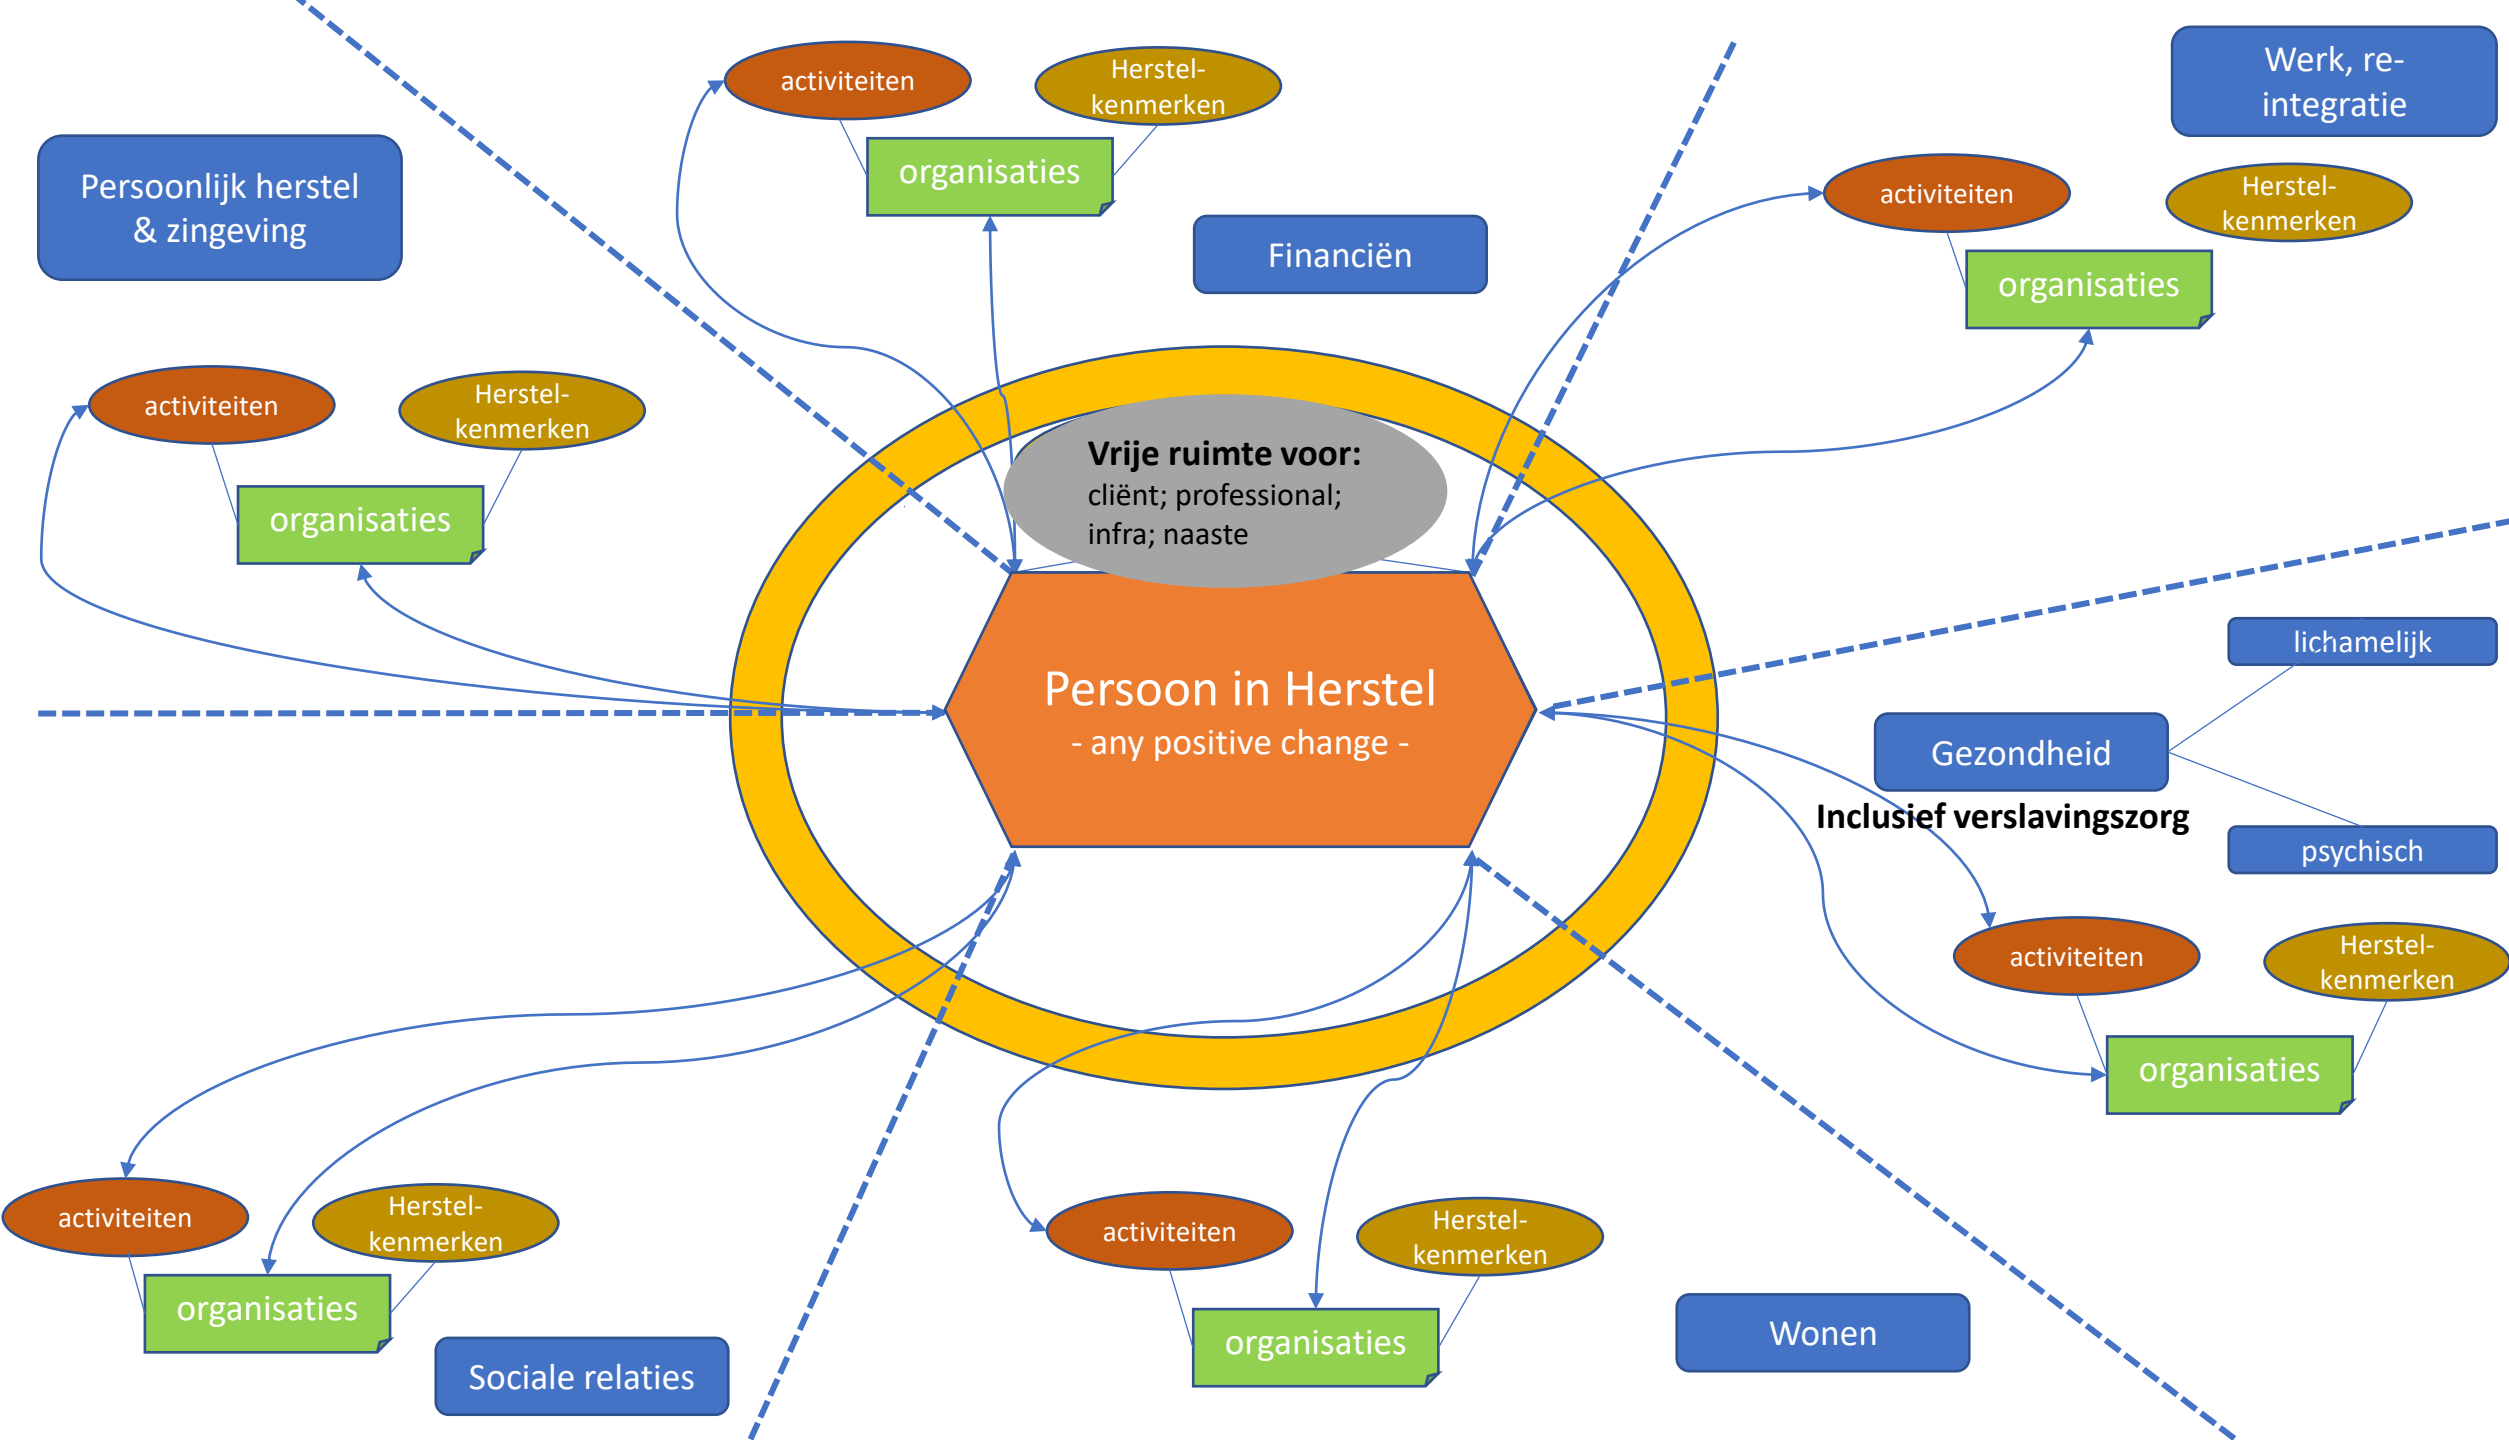 activiteiten
Herstel-
kenmerken
organisaties
Financiën
Werk, re-
integratie
activiteiten
Herstel-
kenmerken
organisaties
Persoonlijk herstel
& zingeving
activiteiten
Herstel-
kenmerken
organisaties
Vrije ruimte voor:
cliënt; professional;
infra; naaste
Persoon in Herstel
- any positive change -
lichamelijk
Gezondheid
Inclusief verslavingszorg
psychisch
activiteiten
Herstel-
kenmerken
organisaties
activiteiten
Herstel-
kenmerken
organisaties
Sociale relaties
activiteiten
Herstel-
kenmerken
organisaties
Wonen